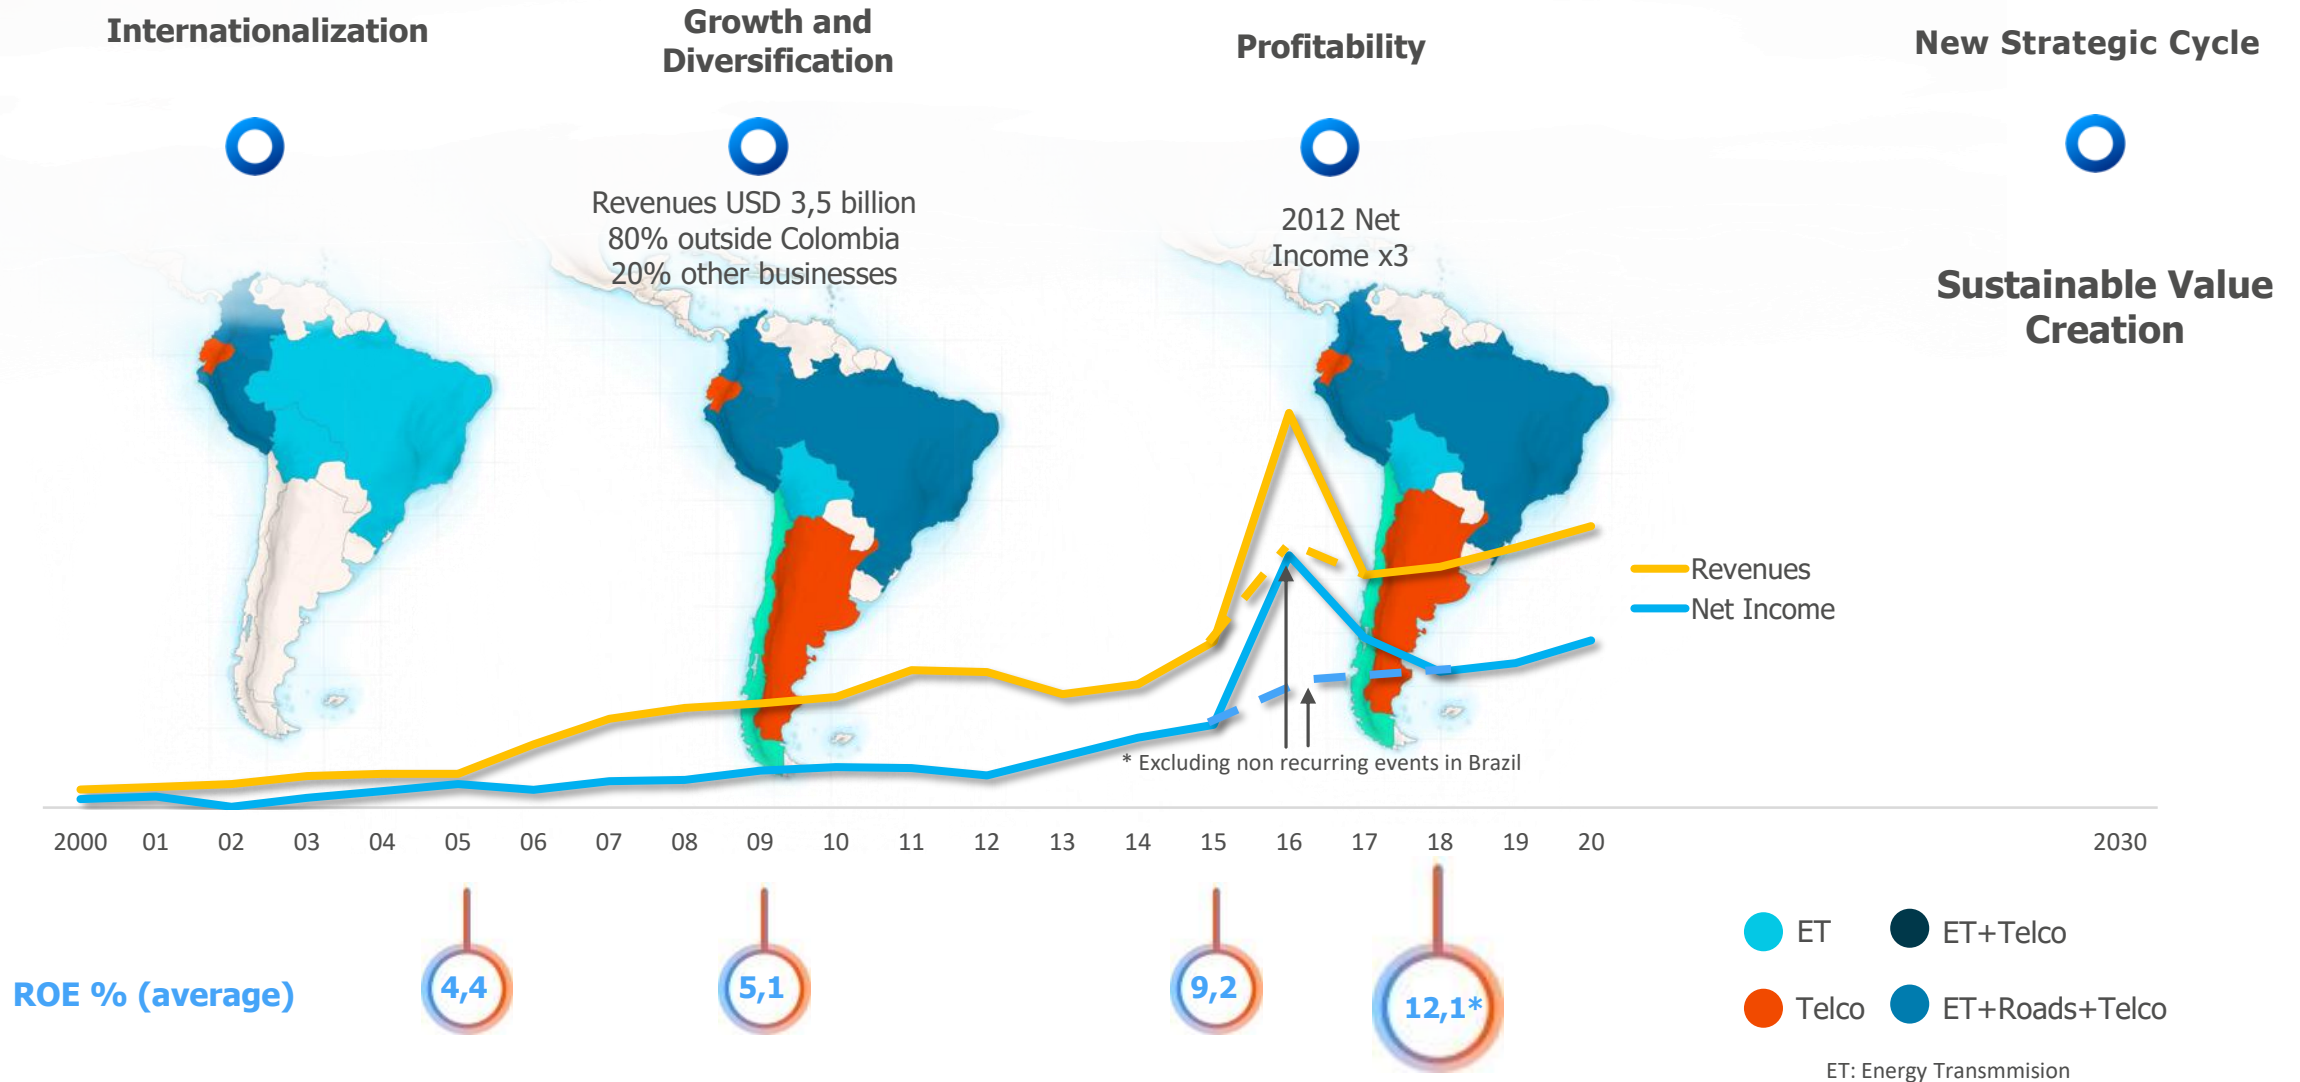 Internationalization
Growth and
Diversification
Profitability
New Strategic Cycle
Revenues USD 3,5 billion
80% outside Colombia
20% other businesses
2012 Net
Income x3
Sustainable Value
Creation
Revenues
Net Income
* Excluding non recurring events in Brazil
2000 01 02 03 04 05 06 07 08 09 10 11 12 13 14 15 16 17 18 19 20 2030
ROE % (average)
4,4
5,1
9,2
12,1*
ET
ET+Telco
Telco
ET+Roads+Telco
ET: Energy Transmmision